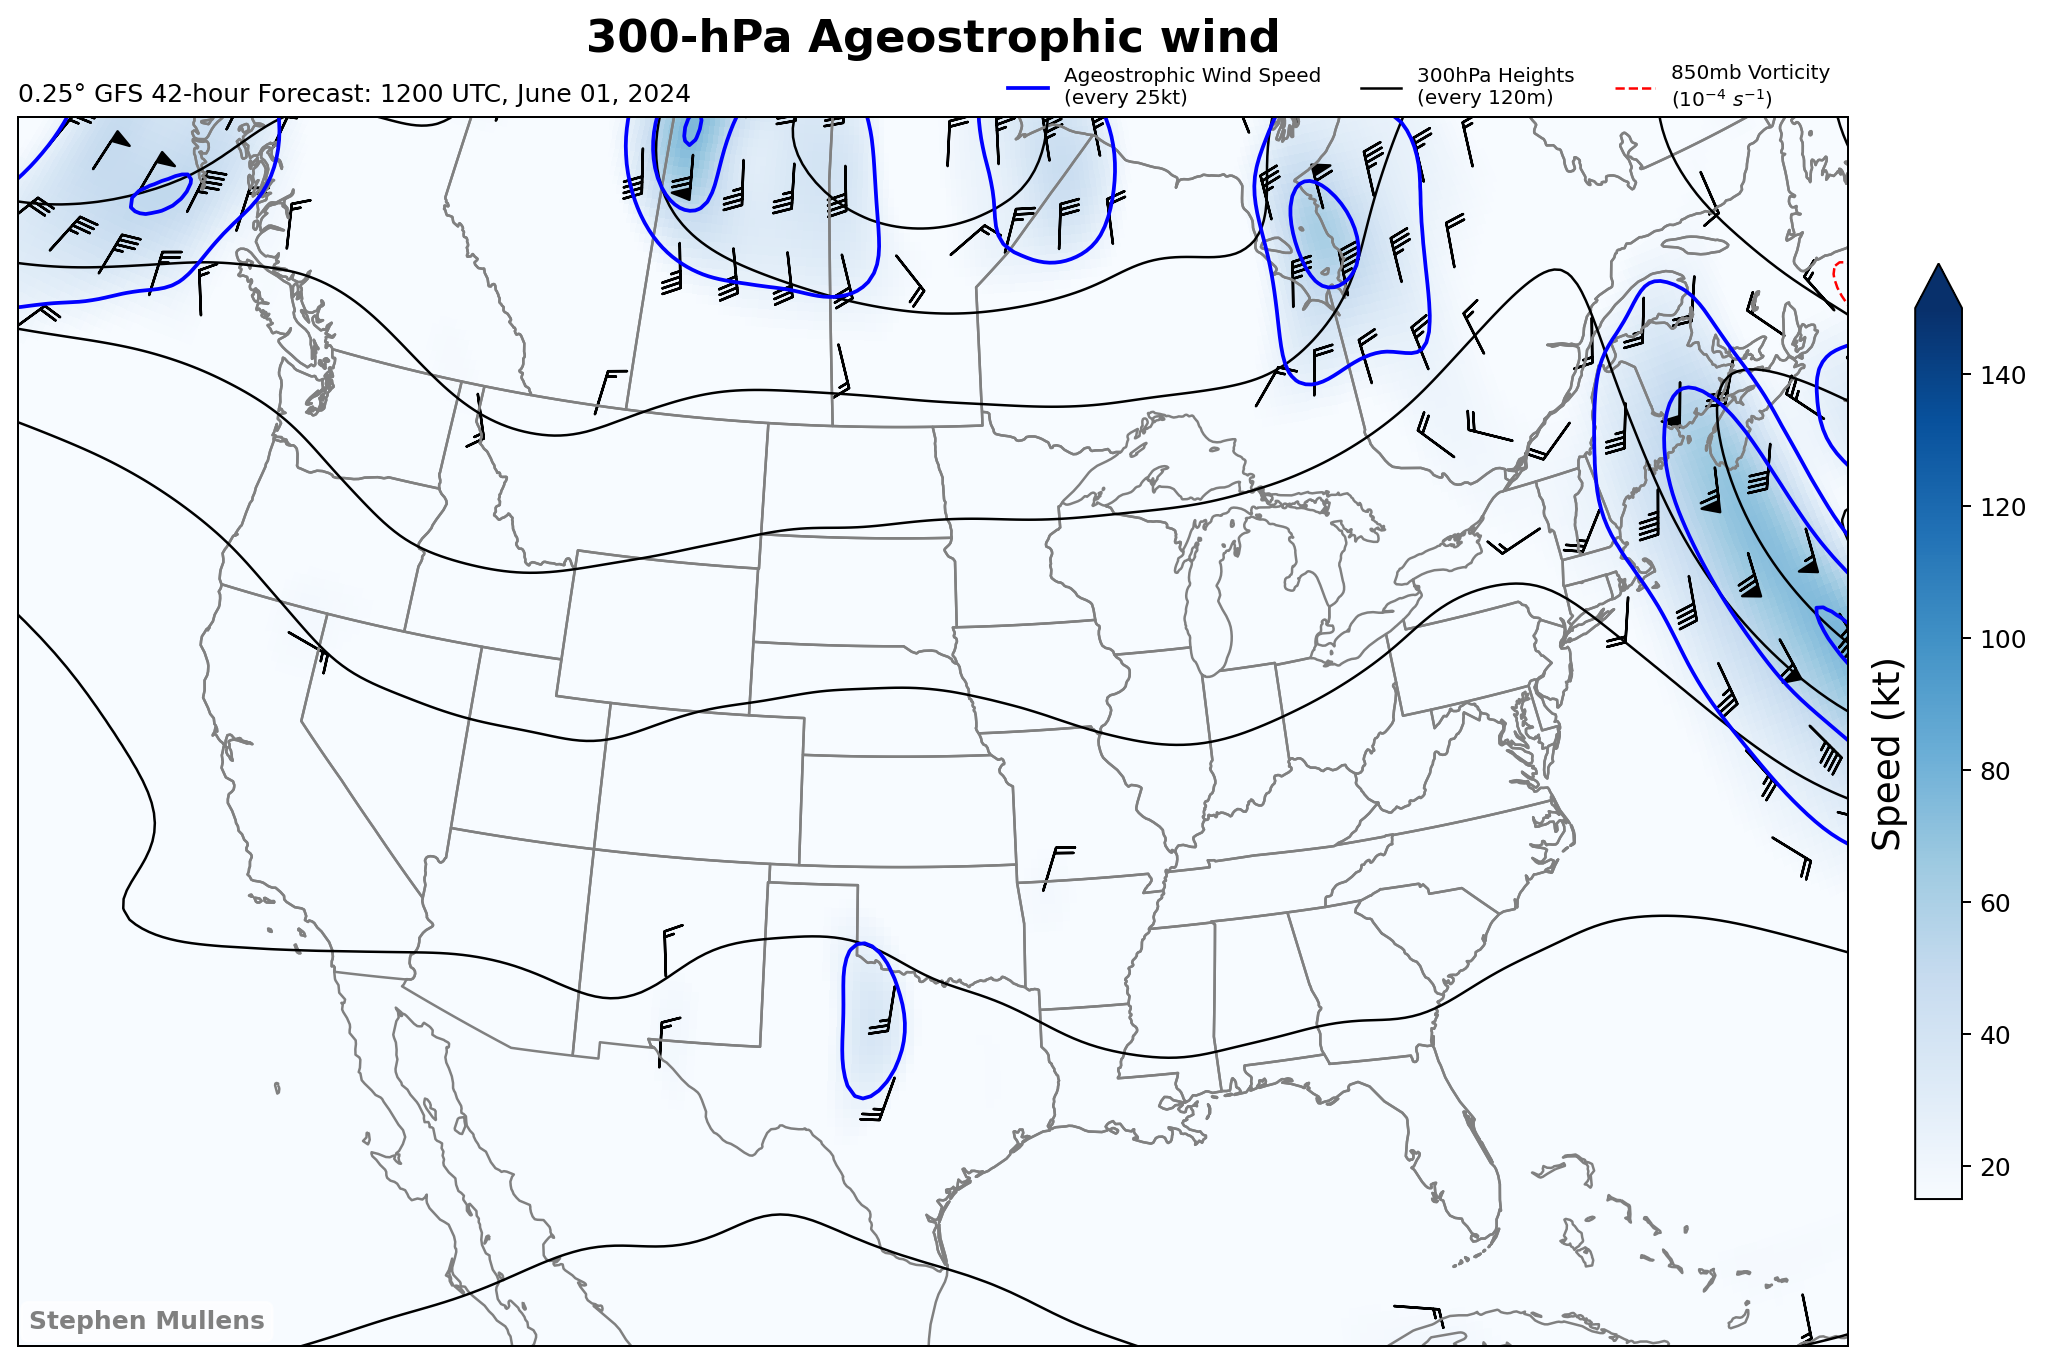 300-hPa Ageostrophic wind
0.25° GFS 42-hour Forecast: 1200 UTC, June 01, 2024
Ageostrophic Wind Speed
(every 25kt)
300hPa Heights
(every 120m)
850mb Vorticity
(10⁻⁴ s⁻¹)
140
120
100
80
60
40
20
Speed (kt)
Stephen Mullens